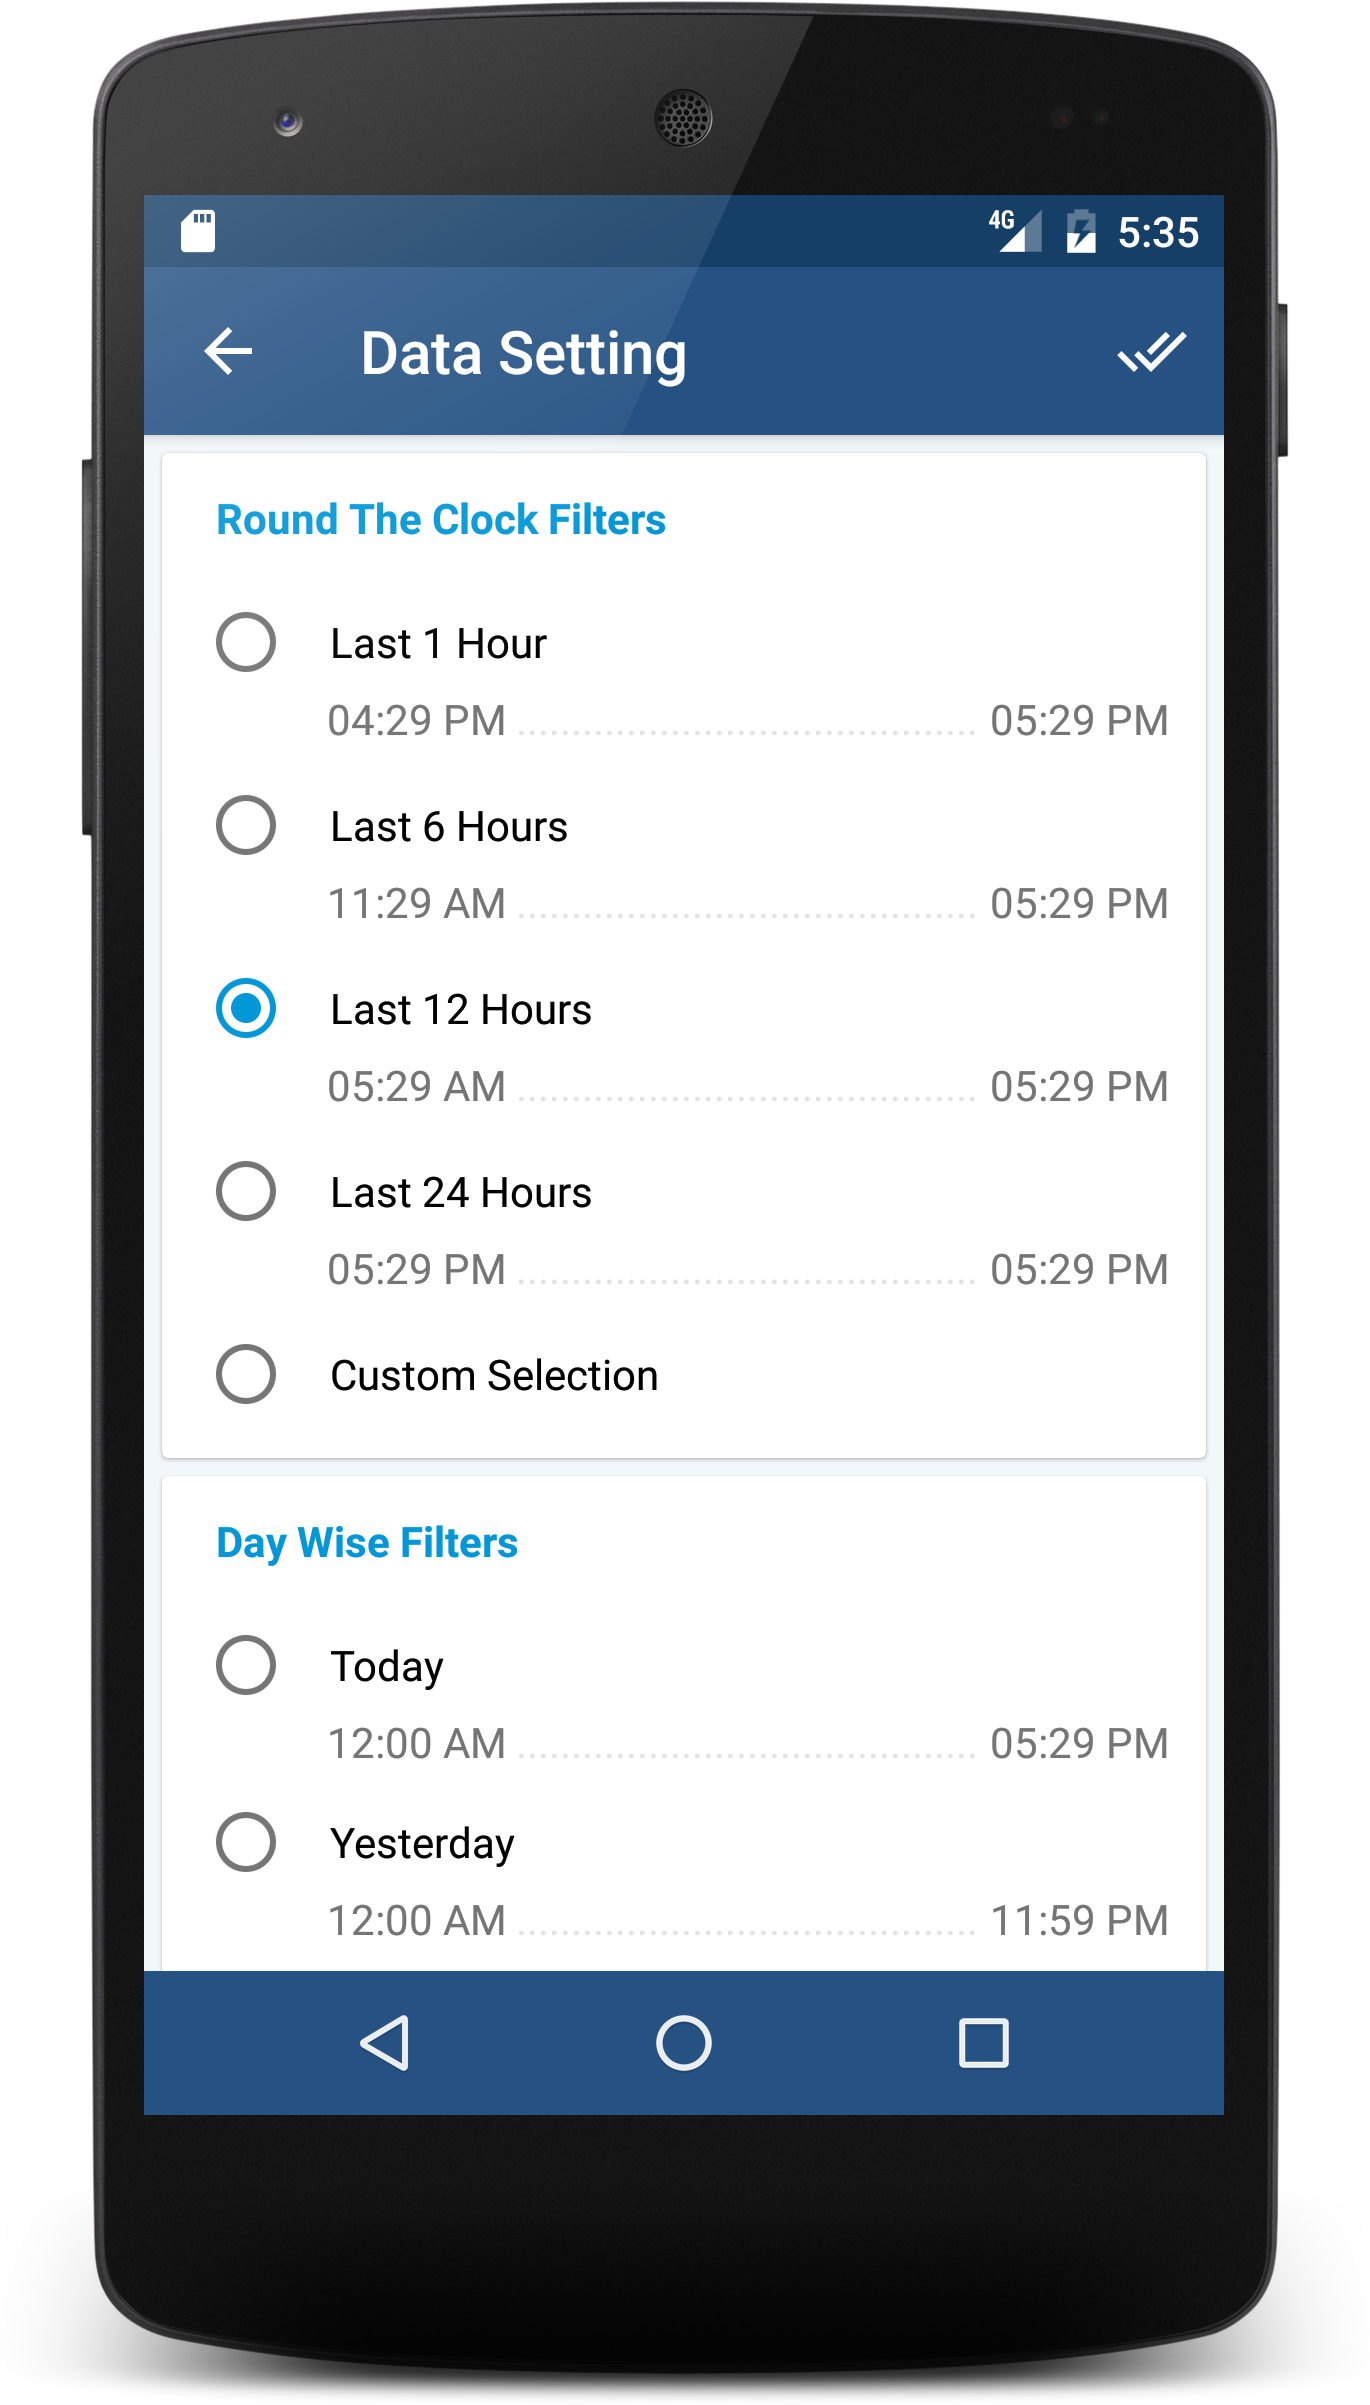 4G 5:35
Data Setting
Round The Clock Filters
Last 1 Hour
04:29 PM 05:29 PM
Last 6 Hours
11:29 AM 05:29 PM
Last 12 Hours
05:29 AM 05:29 PM
Last 24 Hours
05:29 PM 05:29 PM
Custom Selection
Day Wise Filters
Today
12:00 AM 05:29 PM
Yesterday
12:00 AM 11:59 PM